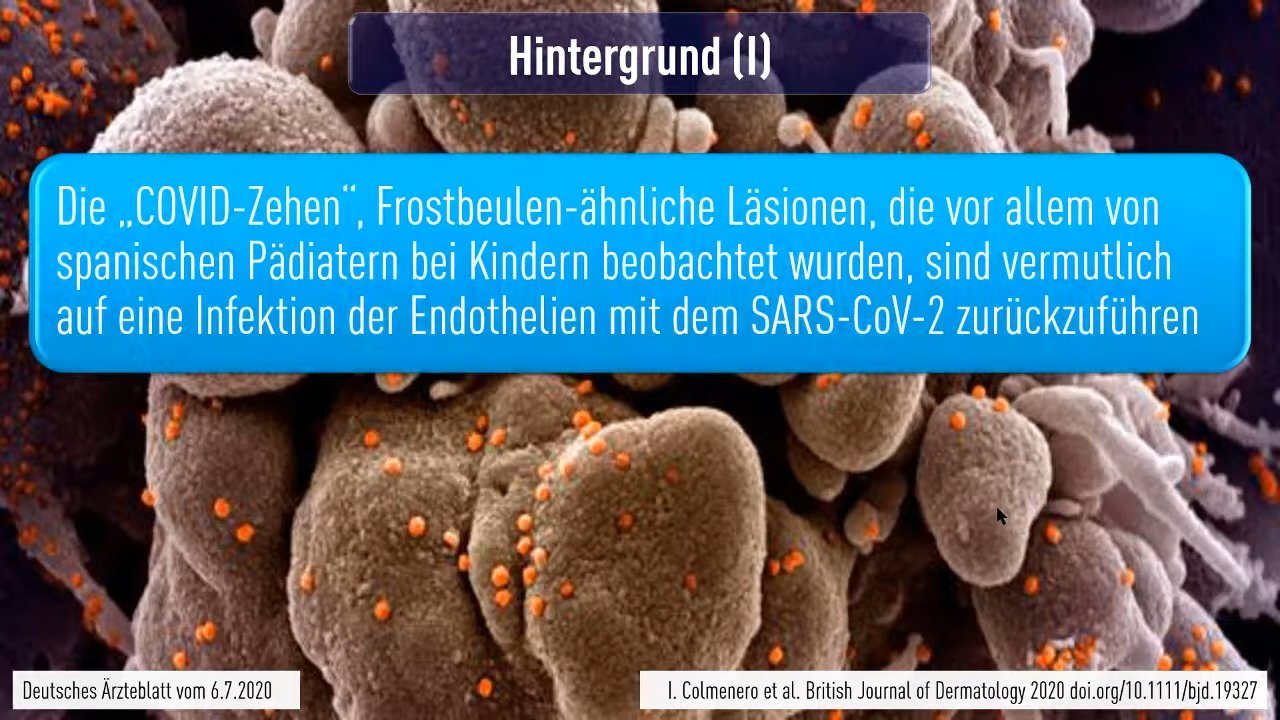 Hintergrund (I)
Die „COVID-Zehen“, Frostbeulen-ähnliche Läsionen, die vor allem von
spanischen Pädiatern bei Kindern beobachtet wurden, sind vermutlich
auf eine Infektion der Endothelien mit dem SARS-CoV-2 zurückzuführen
Deutsches Ärzteblatt vom 6.7.2020
I. Colmenero et al. British Journal of Dermatology 2020 doi.org/10.1111/bjd.19327